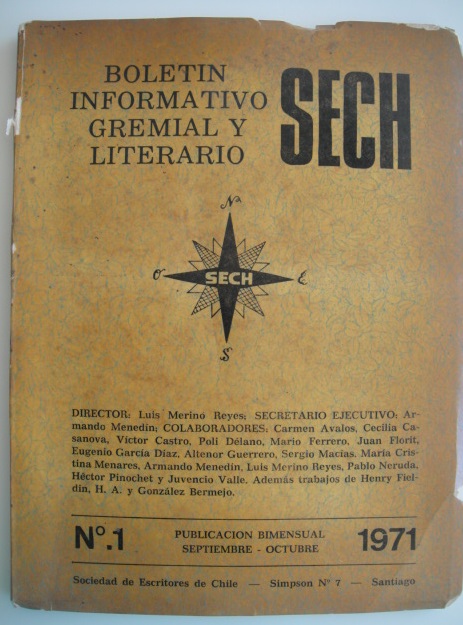 BOLETIN
INFORMATIVO
GREMIAL Y
LITERARIO
SECH
N
O
SECH
E
S
DIRECTOR: Luis Merino Reyes; SECRETARIO EJECUTIVO: Ar-
mando Menedín; COLABORADORES: Carmen Avalos, Cecilia Ca-
sanova, Víctor Castro, Poli Délano, Mario Ferrero, Juan Florit,
Eugenio García Díaz, Altenor Guerrero, Sergio Macías, María Cris-
tina Menares, Armando Menedín, Luis Merino Reyes, Pablo Neruda,
Héctor Pinochet y Juvencio Valle. Además trabajos de Henry Fiel-
din, H. A. y González Bermejo.
Nº.1
PUBLICACION BIMENSUAL
SEPTIEMBRE - OCTUBRE
1971
Sociedad de Escritores de Chile — Simpson Nº 7 — Santiago